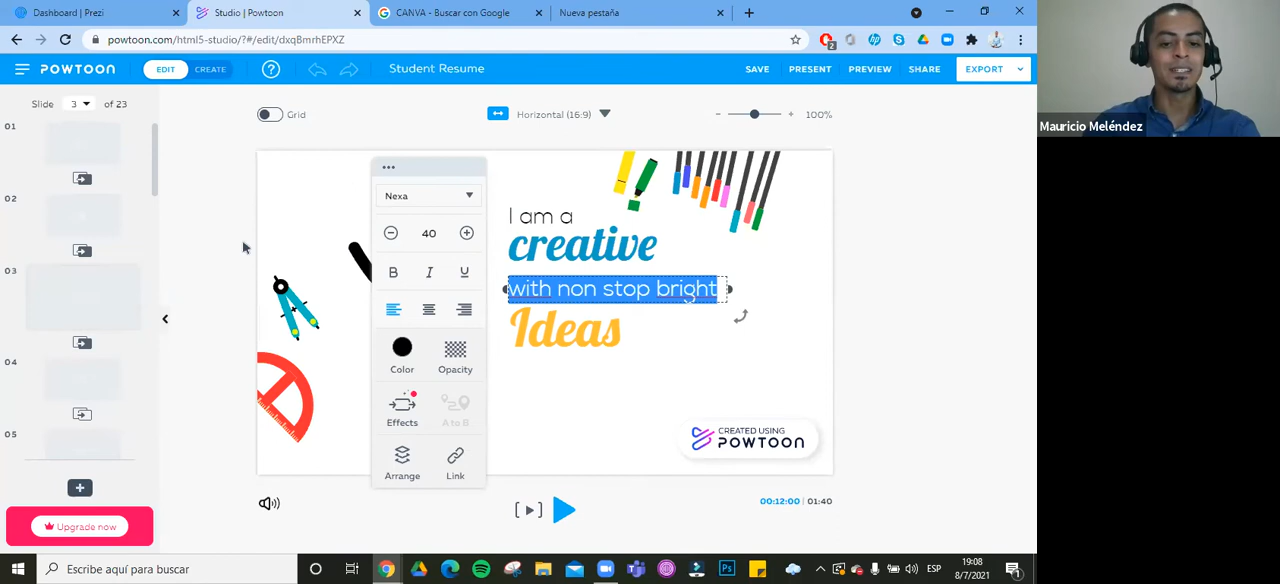 Dashboard | Prezi
Studio | Powtoon
CANVA - Buscar con Google
Nueva pestaña
powtoon.com/html5-studio/?#/edit/dxqBmrhEPXZ
2
POWTOON
EDIT
CREATE
Student Resume
SAVE
PRESENT
PREVIEW
SHARE
EXPORT
Slide 3 of 23
Grid
Horizontal (16:9)
100%
01
02
03
04
05
Nexa
40
B I U
Color
Opacity
Effects
A to B
Arrange
Link
I am a
creative
with non stop bright
Ideas
CREATED USING
POWTOON
00:12:00 | 01:40
Upgrade now
Mauricio Meléndez
Escribe aquí para buscar
Ps
ESP
19:08
8/7/2021
1